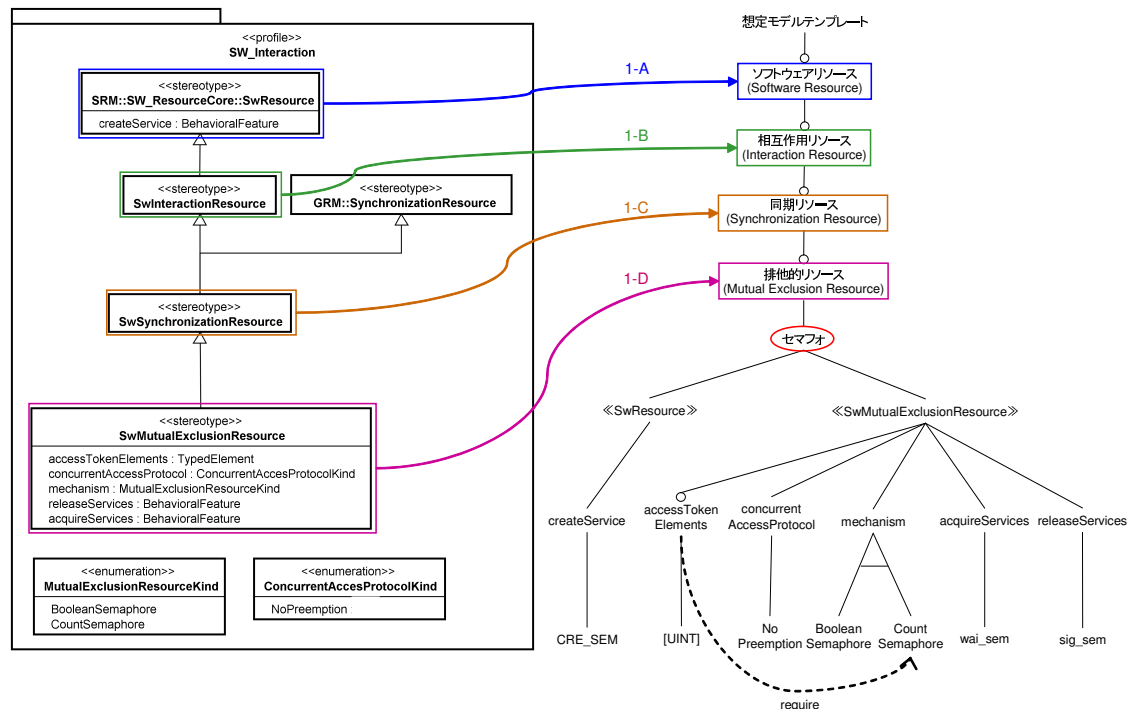 <<profile>>
SW_Interaction
<<stereotype>>
SRM::SW_ResourceCore::SwResource
createService : BehavioralFeature
<<stereotype>>
SwInteractionResource
<<stereotype>>
GRM::SynchronizationResource
<<stereotype>>
SwSynchronizationResource
<<stereotype>>
SwMutualExclusionResource
accessTokenElements : TypedElement
concurrentAccessProtocol : ConcurrentAccesProtocolKind
mechanism : MutualExclusionResourceKind
releaseServices : BehavioralFeature
acquireServices : BehavioralFeature
<<enumeration>>
MutualExclusionResourceKind
BooleanSemaphore
CountSemaphore
<<enumeration>>
ConcurrentAccesProtocolKind
NoPreemption
1-A
1-B
1-C
1-D
想定モデルテンプレート
ソフトウェアリソース
(Software Resource)
相互作用リソース
(Interaction Resource)
同期リソース
(Synchronization Resource)
排他的リソース
(Mutual Exclusion Resource)
セマフォ
≪SwResource≫
≪SwMutualExclusionResource≫
createService
accessToken
Elements
concurrent
AccessProtocol
mechanism
acquireServices
releaseServices
CRE_SEM
[UINT]
No
Preemption
Boolean
Semaphore
Count
Semaphore
wai_sem
sig_sem
require